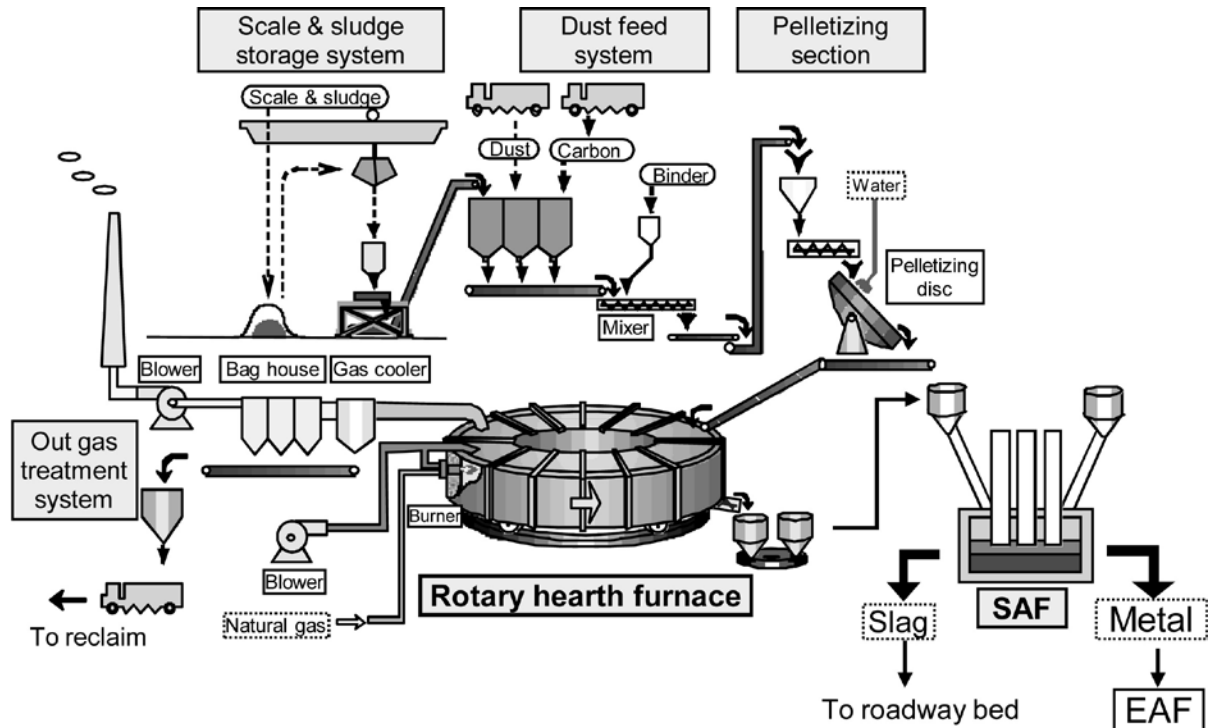 Scale & sludge
storage system
Dust feed
system
Pelletizing
section
Scale & sludge
Dust
Carbon
Binder
Water
Pelletizing
disc
Mixer
Blower
Bag house
Gas cooler
Out gas
treatment
system
Burner
Blower
Rotary hearth furnace
Natural gas
To reclaim
SAF
Slag
Metal
To roadway bed
EAF